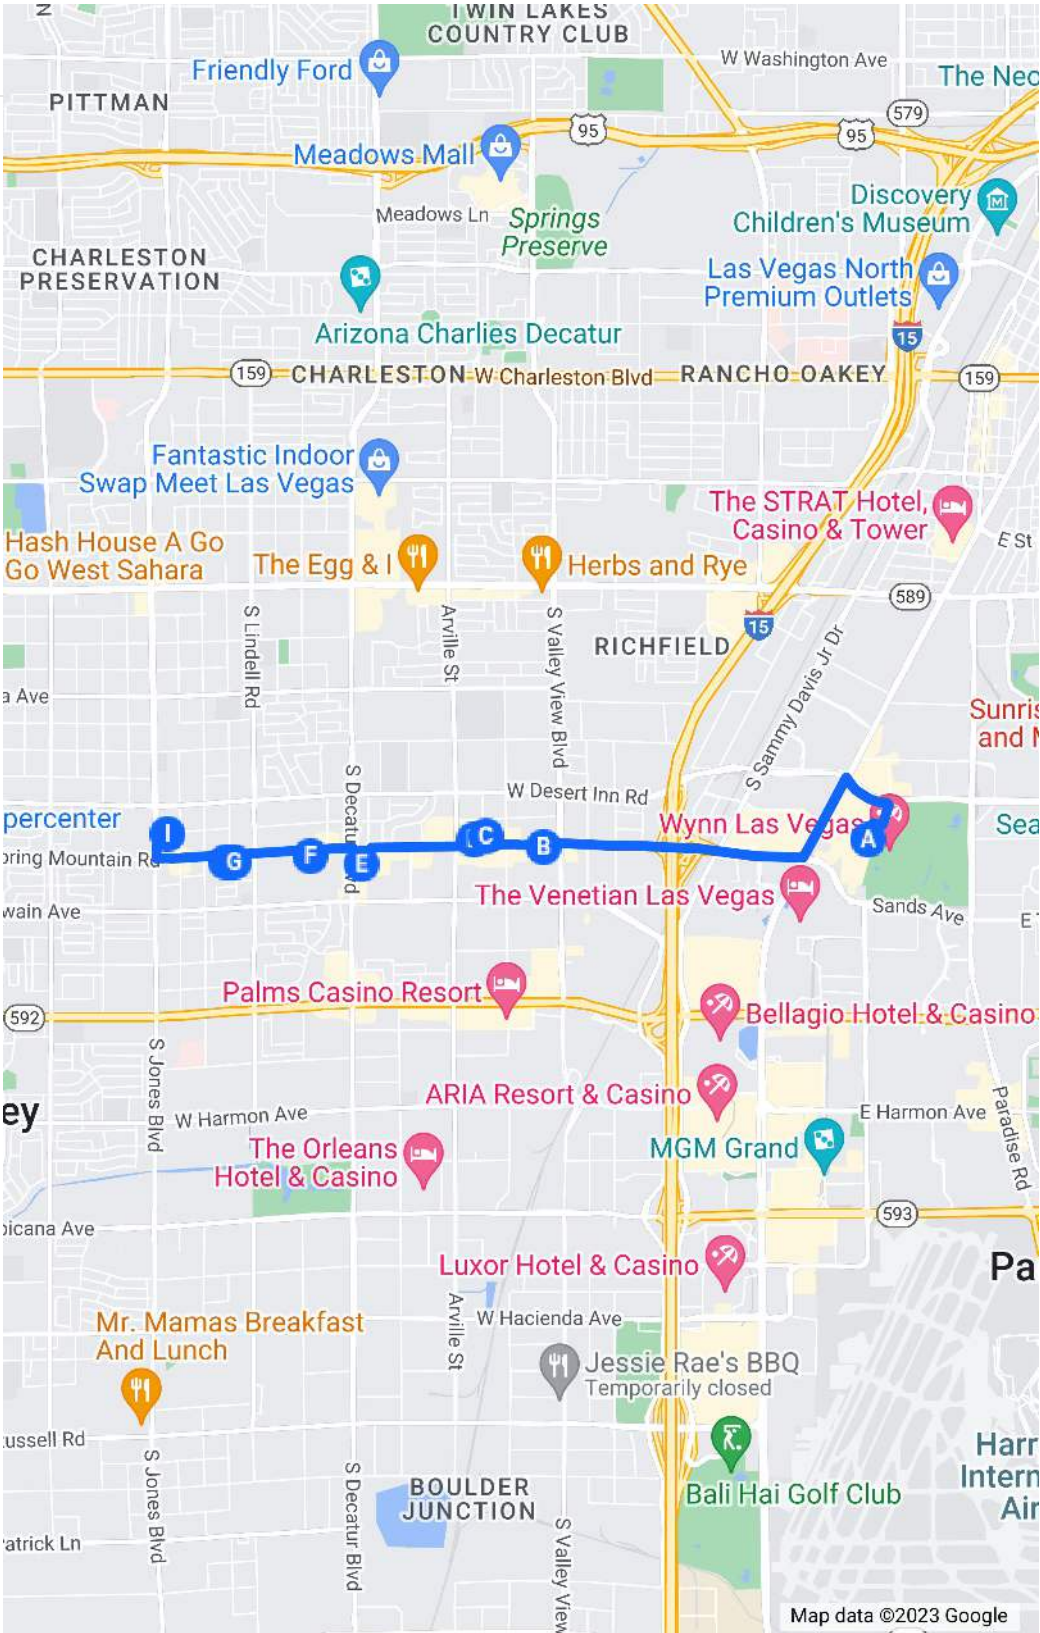 N
TWIN LAKES
COUNTRY CLUB
Friendly Ford
W Washington Ave
The Neo
PITTMAN
579
95
95
Meadows Mall
Meadows Ln
Springs
Preserve
Discovery
Children's Museum
CHARLESTON
PRESERVATION
Las Vegas North
Premium Outlets
Arizona Charlies Decatur
15
159
CHARLESTON
W Charleston Blvd
RANCHO OAKEY
159
Fantastic Indoor
Swap Meet Las Vegas
The STRAT Hotel,
Casino & Tower
E St
Hash House A Go
Go West Sahara
The Egg & I
Herbs and Rye
589
S Lindell Rd
Arville St
S Valley View Blvd
15
RICHFIELD
S Sammy Davis Jr Dr
a Ave
Sunris
and M
S Decatur Blvd
W Desert Inn Rd
percenter
Wynn Las Vegas
Sea
I
C
A
B
F
G
E
oring Mountain Rd
The Venetian Las Vegas
wain Ave
Sands Ave
E T
Palms Casino Resort
592
Bellagio Hotel & Casino
S Jones Blvd
ARIA Resort & Casino
ey
W Harmon Ave
E Harmon Ave
Paradise Rd
The Orleans
Hotel & Casino
MGM Grand
picana Ave
593
Luxor Hotel & Casino
Pa
Arville St
W Hacienda Ave
Mr. Mamas Breakfast
And Lunch
Jessie Rae's BBQ
Temporarily closed
ussell Rd
S Jones Blvd
S Decatur Blvd
BOULDER
JUNCTION
Bali Hai Golf Club
Harr
Intern
Air
S Valley View
atrick Ln
Map data ©2023 Google